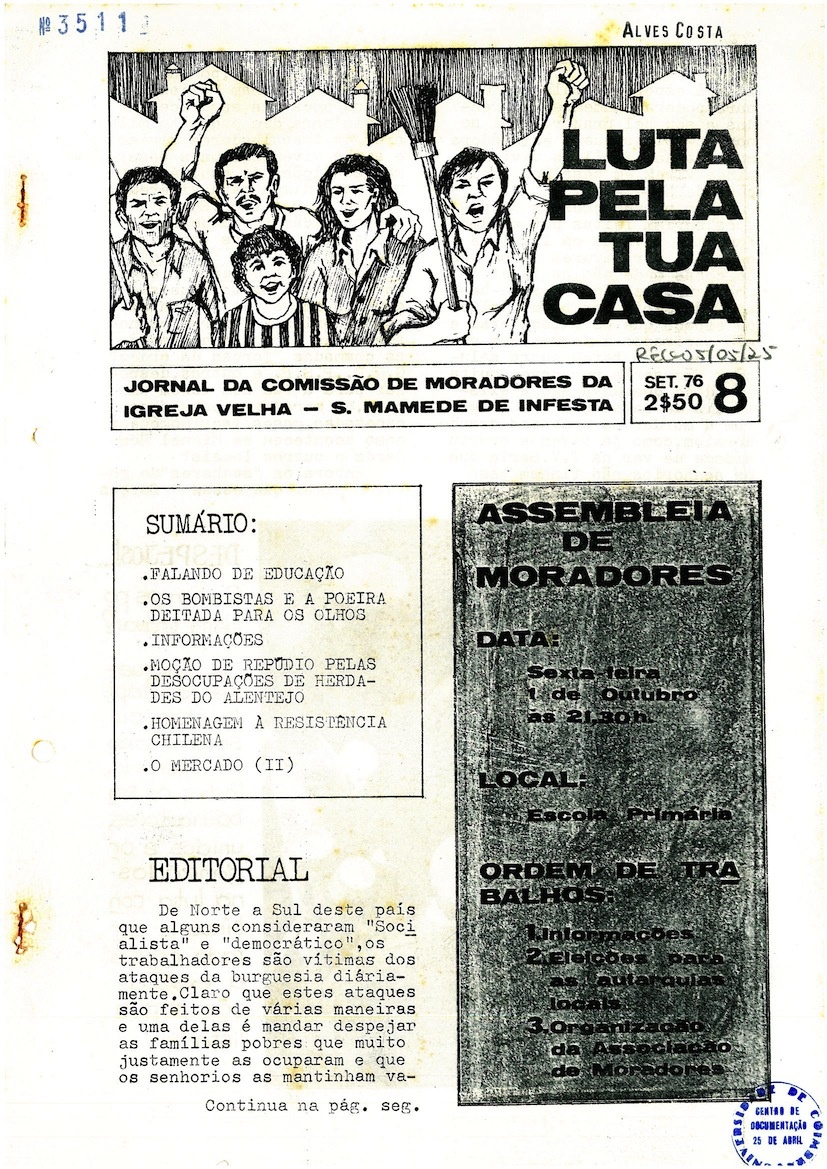 Nº 35111
ALVES COSTA
LUTA
PELA
TUA
CASA
JORNAL DA COMISSÃO DE MORADORES DA
IGREJA VELHA — S. MAMEDE DE INFESTA
SET. 76
2$50
8
SUMÁRIO:
.FALANDO DE EDUCAÇÃO
.OS BOMBISTAS E A POEIRA
DEITADA PARA OS OLHOS
.INFORMAÇÕES
.MOÇÃO DE REPÚDIO PELAS
DESOCUPAÇÕES DE HERDA-
DES DO ALENTEJO
.HOMENAGEM À RESISTÊNCIA
CHILENA
.O MERCADO (II)
EDITORIAL
De Norte a Sul deste país
que alguns consideraram "Soci
alista" e "democrático",os
trabalhadores são vítimas dos
ataques da burguesia diária-
mente.Claro que estes ataques
são feitos de várias maneiras
e uma delas é mandar despejar
as famílias pobres que muito
justamente as ocuparam e que
os senhorios as mantinham va-
Continua na pág. seg.
ASSEMBLEIA
DE
MORADORES
DATA:
Sexta-feira
1 de Outubro
às 21.30h.
LOCAL:
Escola Primária
ORDEM DE TRA
BALHOS:
1.Informações
2.Eleições para
as autarquias
locais
3.Organização
da Associação
de Moradores
UNIVERSIDADE DE COIMBRA
CENTRO DE
DOCUMENTAÇÃO
25 DE ABRIL